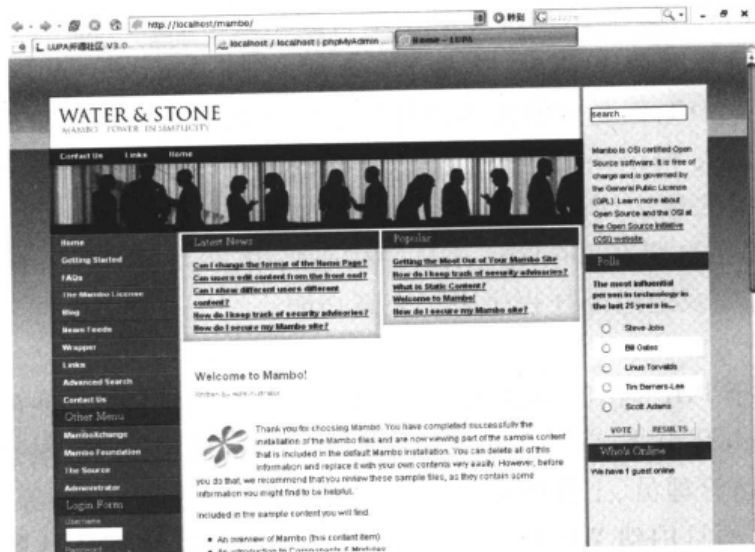 http://localhost/mambo/
转到
LUPA开源社区 V3.0
localhost / localhost | phpMyAdmin ...
Home - LUPA
WATER & STONE
MAMBO POWER IN SIMPLICITY
search...
Contact Us Links Home
Mambo is OSI certified Open
Source software. It is free of
charge and is governed by
the General Public License
(GPL). Learn more about
Open Source and the OSI at
the Open Source Initiative
(OSI) website
Home
Getting Started
FAQs
The Mambo License
Blog
News Feeds
Wrapper
Links
Advanced Search
Contact Us
Other Menu
MamboXchange
Mambo Foundation
The Source
Administrator
Login Form
Username
Password
Latest News
Can I change the format of the Home Page?
Can users edit content from the front end?
Can I show different users different
content?
How do I keep track of security advisories?
How do I secure my Mambo site?
Popular
Getting the Most Out of Your Mambo Site
How do I keep track of security advisories?
What is Static Content?
Welcome to Mambo!
How do I secure my Mambo site?
Welcome to Mambo!
Written by Administrator
Thank you for choosing Mambo. You have completed successfully the
installation of the Mambo files and are now viewing part of the sample content
that is included in the default Mambo installation. You can delete all of this
information and replace it with your own contents very easily. However, before
you do that, we recommend that you review these sample files, as they contain some
information you might find to be helpful.
Included in the sample content you will find:
An overview of Mambo (this content item)
An introduction to Components & Modules
Polls
The most influential
person in technology in
the last 25 years is...
Steve Jobs
Bill Gates
Linus Torvalds
Tim Berners-Lee
Scott Adams
VOTE RESULTS
Who's Online
We have 1 guest online